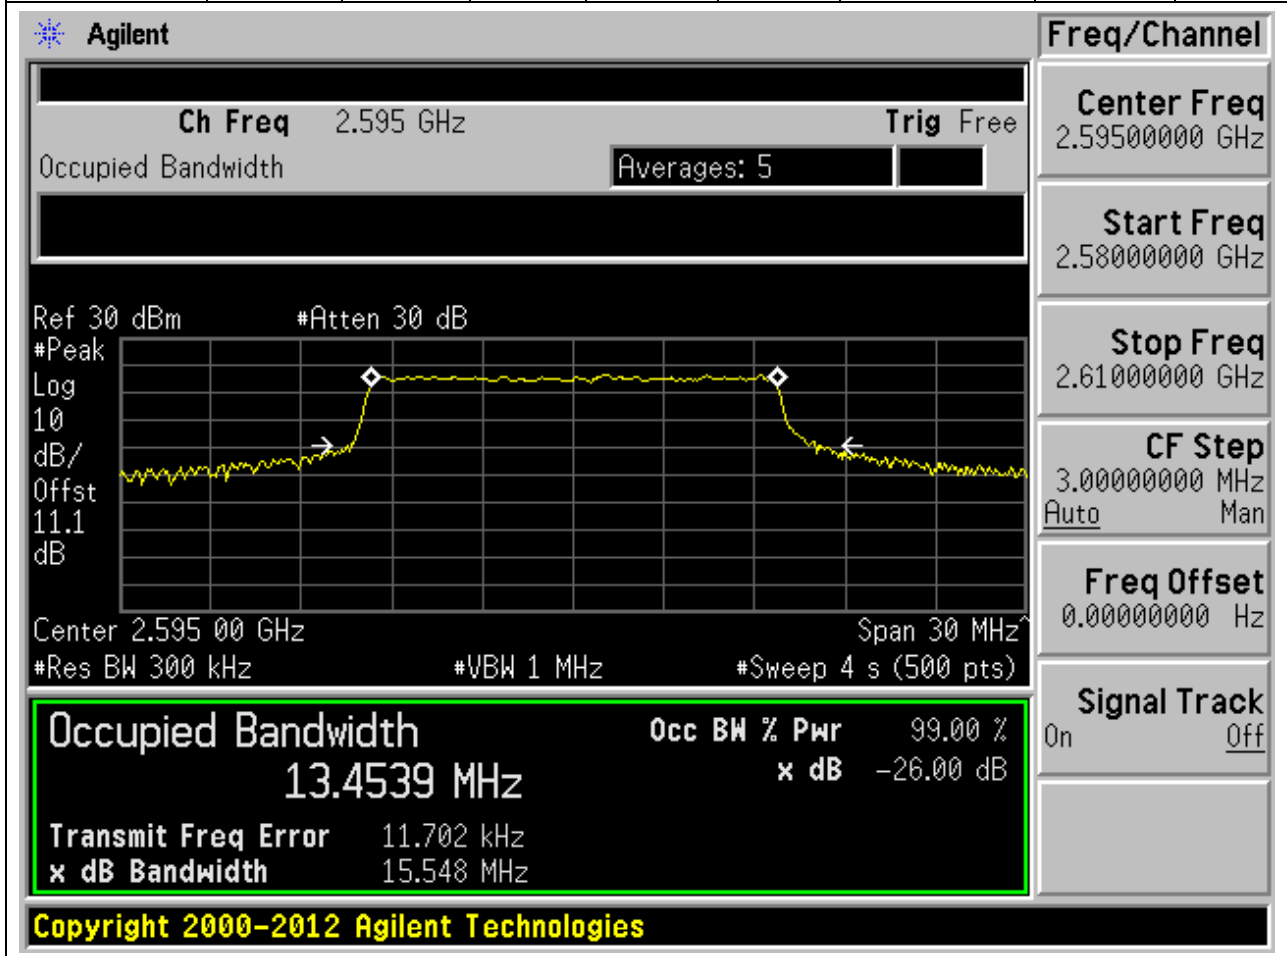 Agilent
Freq/Channel
Ch Freq 2.595 GHz Trig Free
Occupied Bandwidth Averages: 5
Center Freq
2.59500000 GHz
Start Freq
2.58000000 GHz
Stop Freq
2.61000000 GHz
CF Step
3.00000000 MHz
Auto Man
Freq Offset
0.00000000 Hz
Signal Track
On Off
Ref 30 dBm #Atten 30 dB
#Peak
Log
10
dB/
Offst
11.1
dB
Center 2.595 00 GHz Span 30 MHz^
#Res BW 300 kHz #VBW 1 MHz #Sweep 4 s (500 pts)
Occupied Bandwidth Occ BW % Pwr 99.00 %
13.4539 MHz x dB -26.00 dB
Transmit Freq Error 11.702 kHz
x dB Bandwidth 15.548 MHz
Copyright 2000-2012 Agilent Technologies